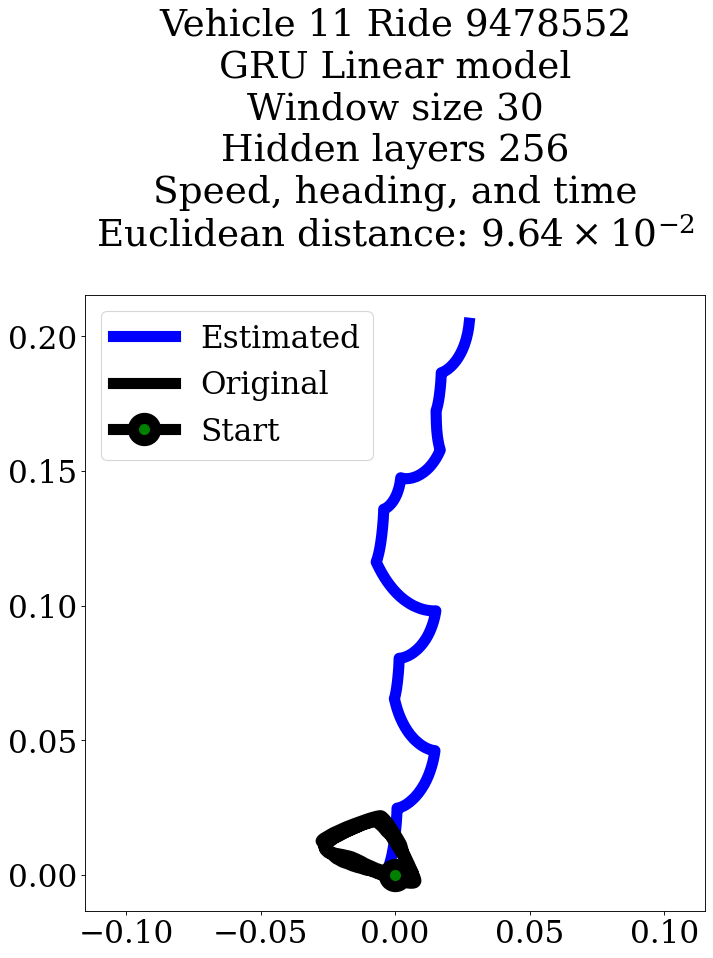 Vehicle 11 Ride 9478552
GRU Linear model
Window size 30
Hidden layers 256
Speed, heading, and time
Euclidean distance: 9.64 × 10⁻²
Estimated
Original
Start
0.20
0.15
0.10
0.05
0.00
−0.10 −0.05 0.00 0.05 0.10